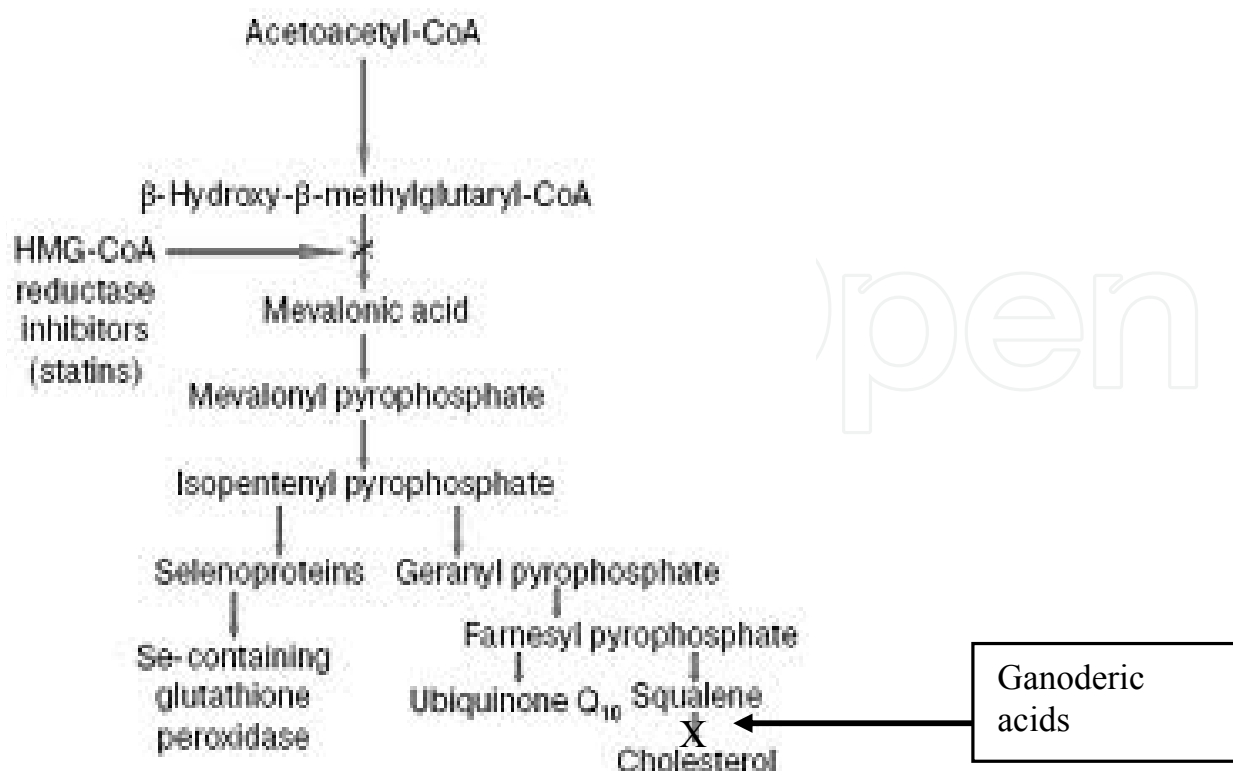 Acetoacetyl-CoA
β-Hydroxy-β-methylglutaryl-CoA
HMG-CoA
reductase
inhibitors
(statins)
Mevalonic acid
Mevalonyl pyrophosphate
Isopentenyl pyrophosphate
Selenoproteins
Geranyl pyrophosphate
Se-containing
glutathione
peroxidase
Farnesyl pyrophosphate
Ubiquinone Q10
Squalene
X
Cholesterol
Ganoderic
acids
pen